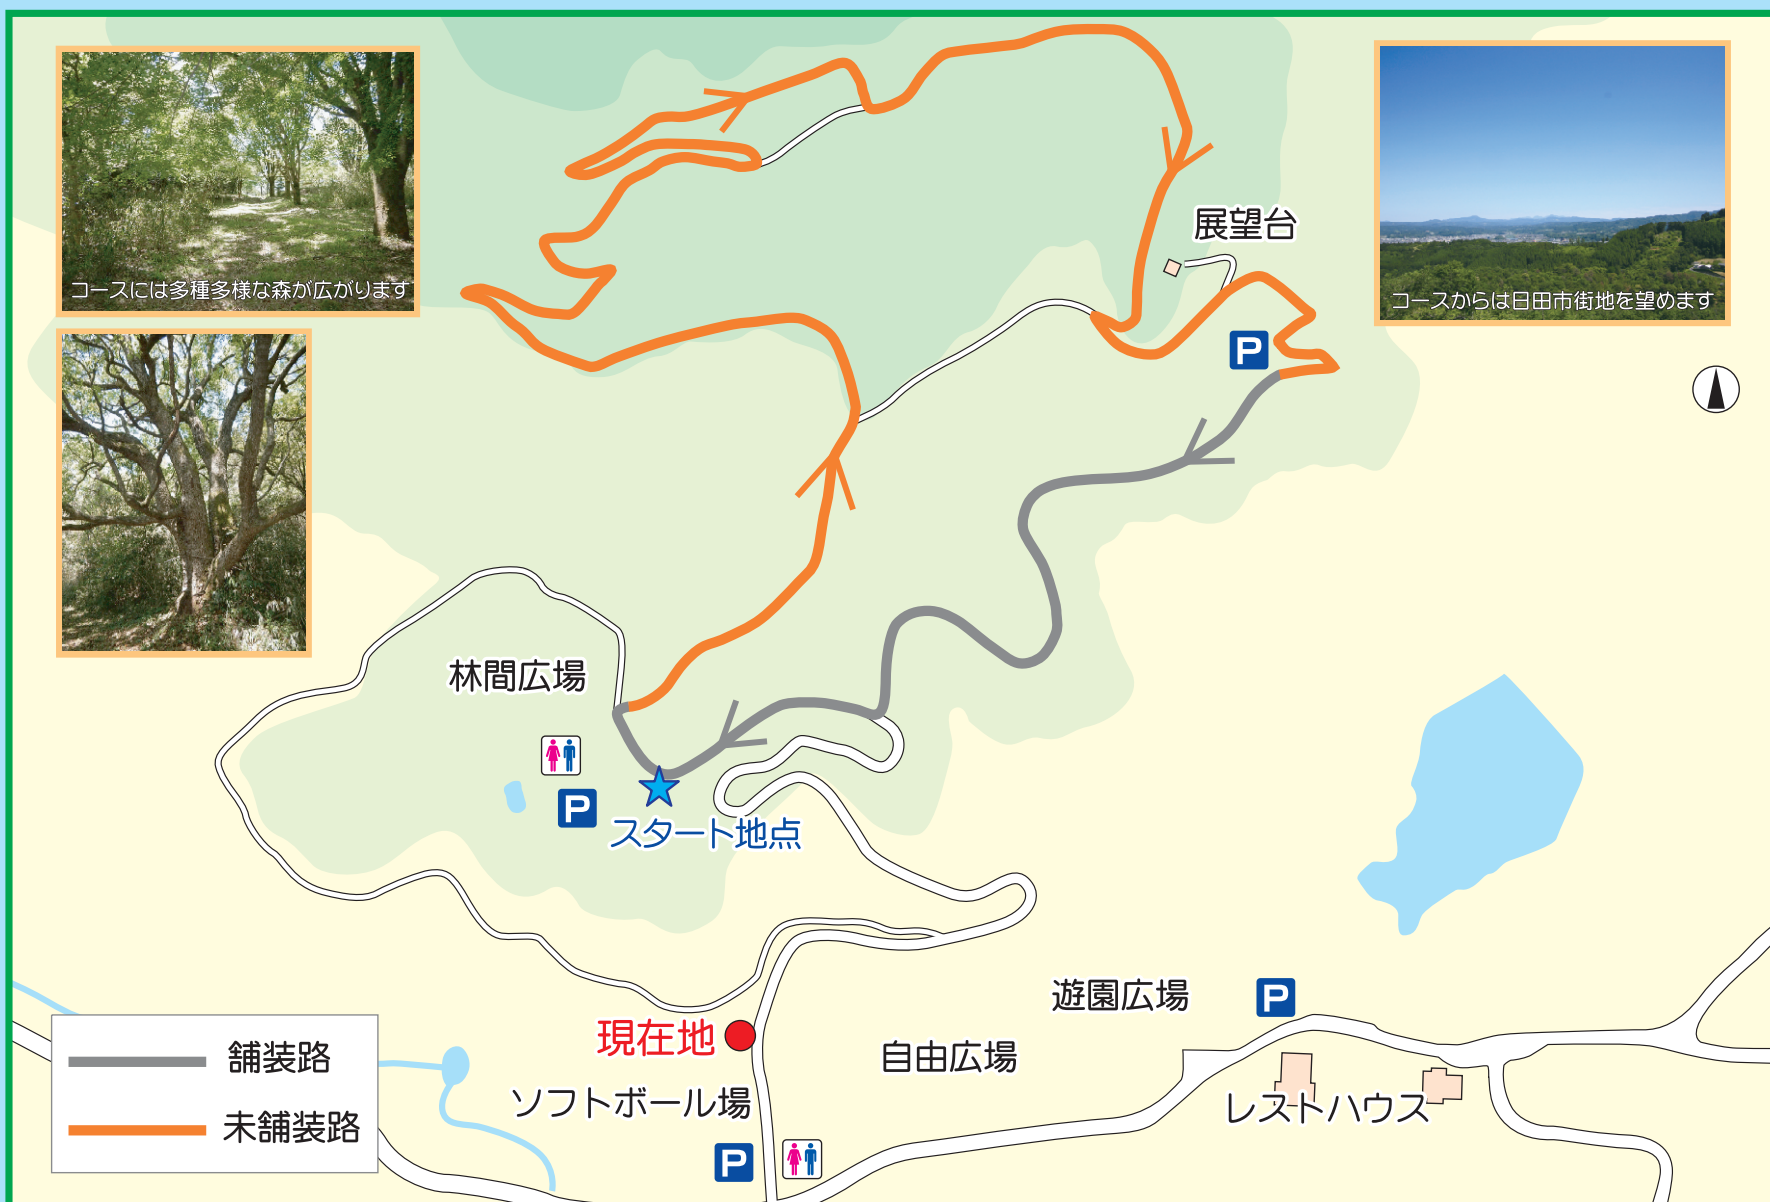 コースには多種多様な森が広がります
展望台
コースからは日田市街地を望めます
P
林間広場
P
スタート地点
遊園広場
P
現在地
自由広場
舗装路
ソフトボール場
レストハウス
未舗装路
P